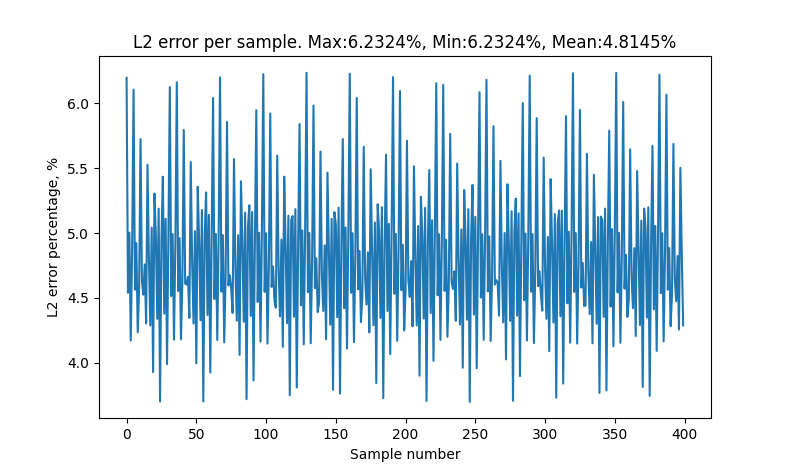 L2 error per sample. Max:6.2324%, Min:6.2324%, Mean:4.8145%
L2 error percentage, %
6.0
5.5
5.0
4.5
4.0
0 50 100 150 200 250 300 350 400
Sample number